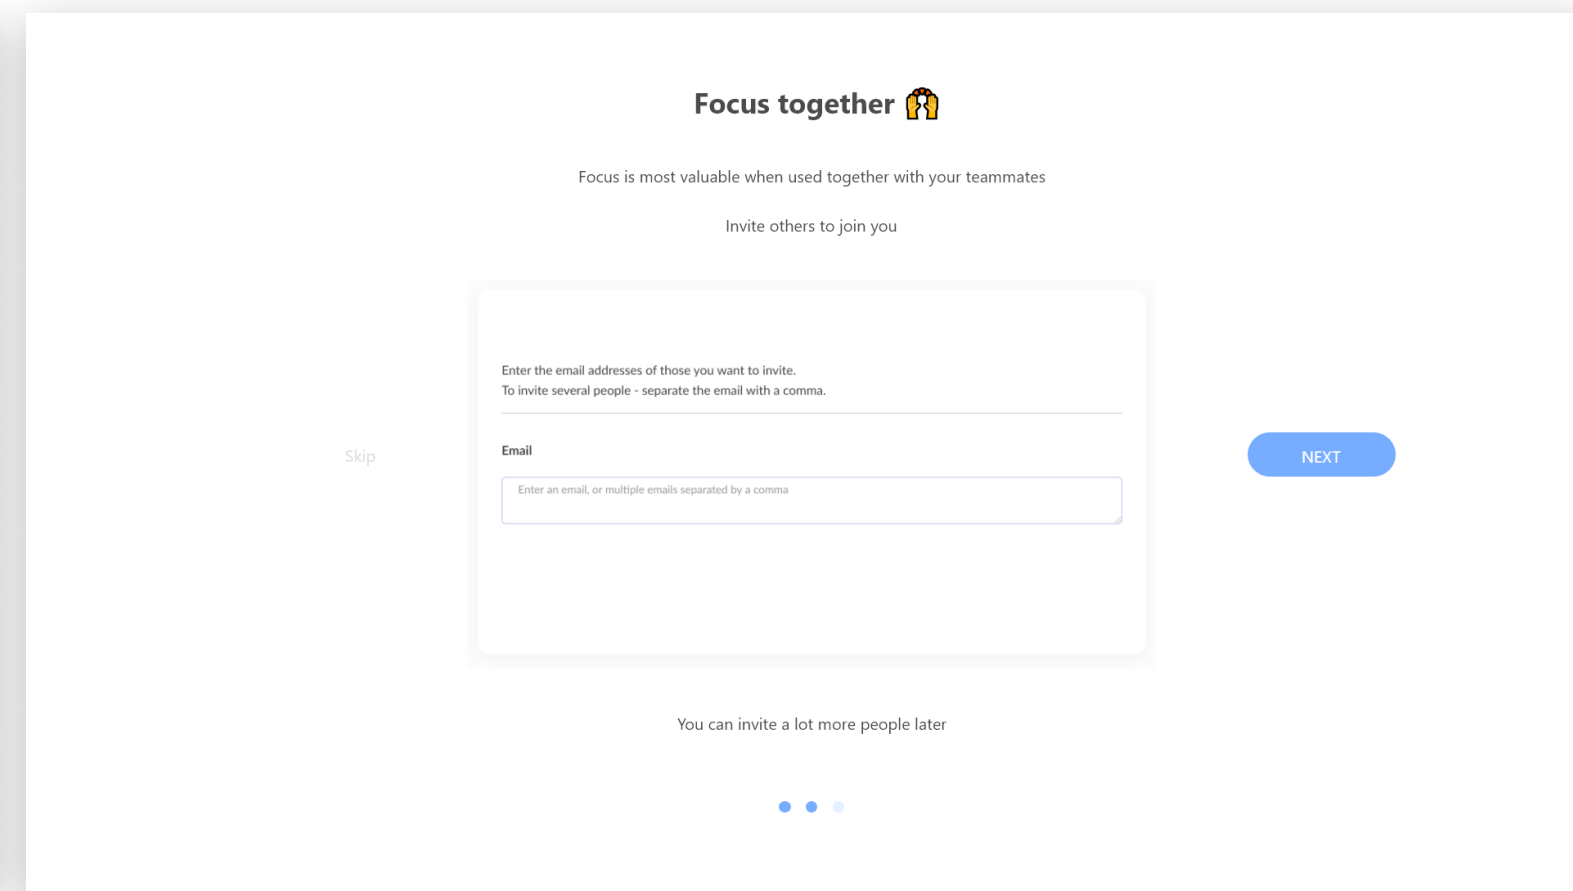 Focus together 🙌
Focus is most valuable when used together with your teammates
Invite others to join you
Enter the email addresses of those you want to invite.
To invite several people - separate the email with a comma.
Email
Skip
NEXT
Enter an email, or multiple emails separated by a comma
You can invite a lot more people later